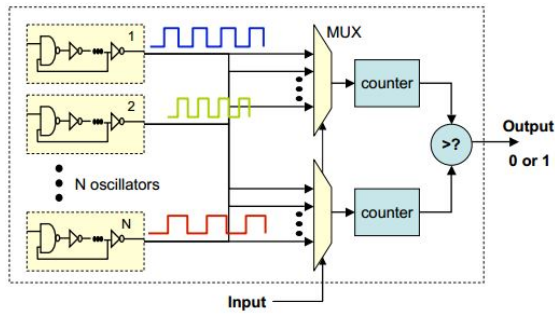 1
MUX
counter
2
Output
>?
0 or 1
N oscillators
counter
N
Input